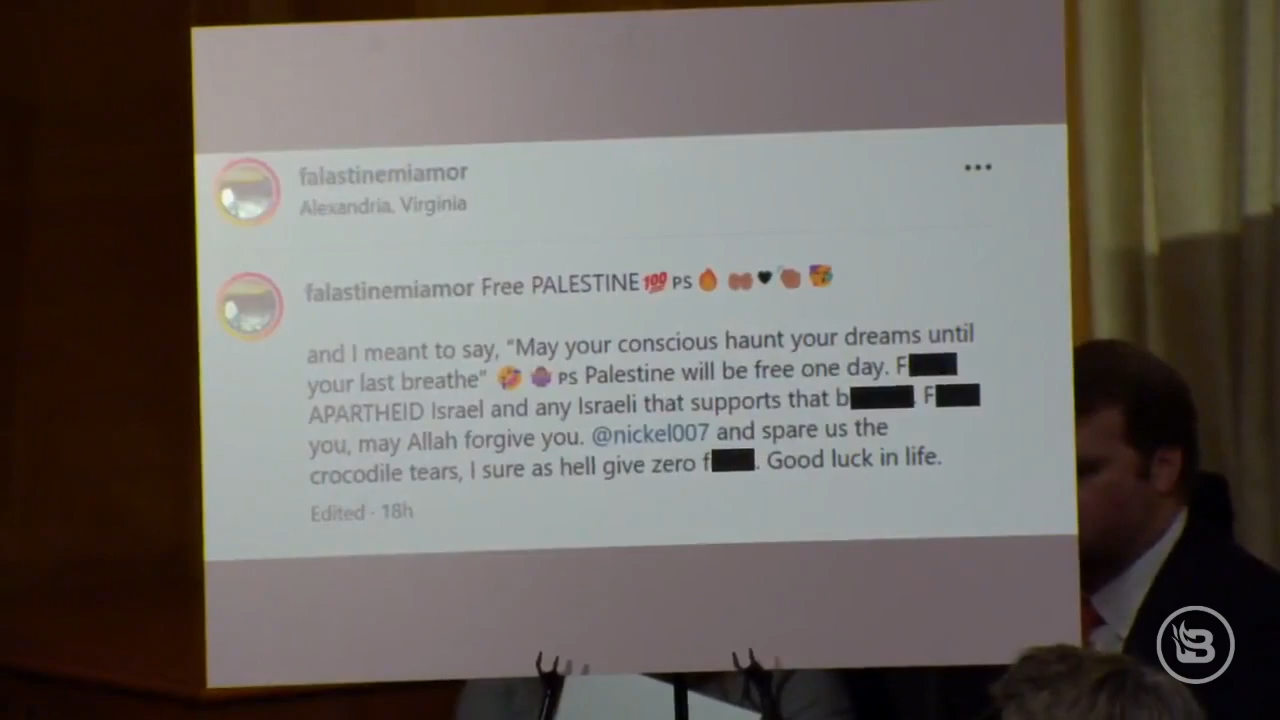 falastinemiamor
Alexandria, Virginia
falastinemiamor Free PALESTINE💯 PS 🔥 🤲🏽🖤👏🏽🥳
and I meant to say, “May your conscious haunt your dreams until
your last breathe” PS Palestine will be free one day. F
APARTHEID Israel and any Israeli that supports that b . F
you, may Allah forgive you. @nickel007 and spare us the
crocodile tears, I sure as hell give zero f . Good luck in life.
Edited · 18h
B